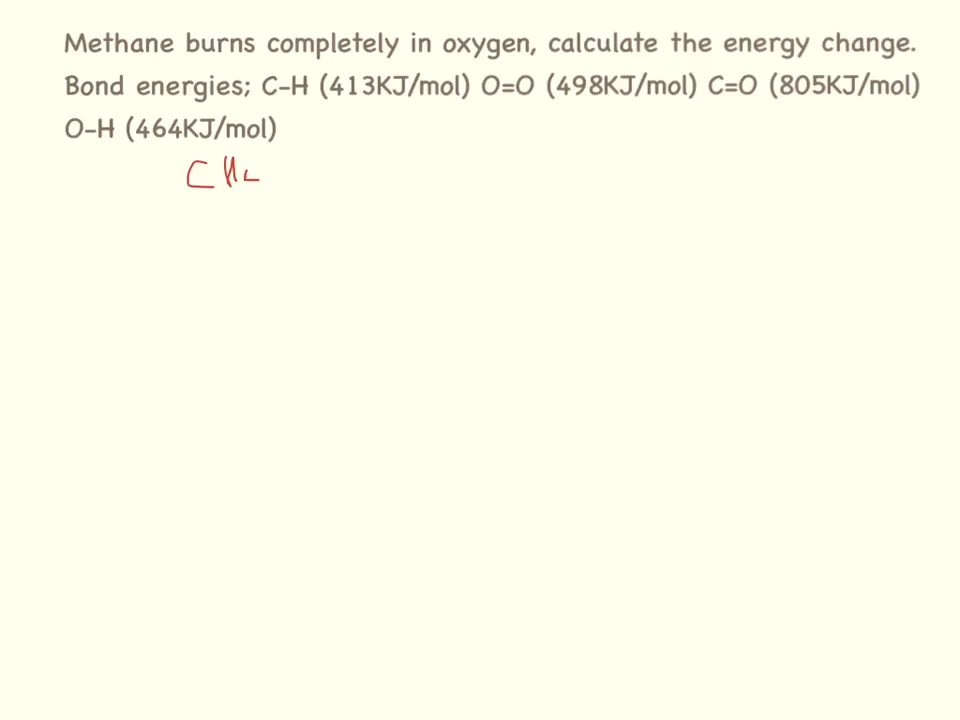 Methane burns completely in oxygen, calculate the energy change.
Bond energies; C-H (413KJ/mol) O=O (498KJ/mol) C=O (805KJ/mol)
O-H (464KJ/mol)
CH